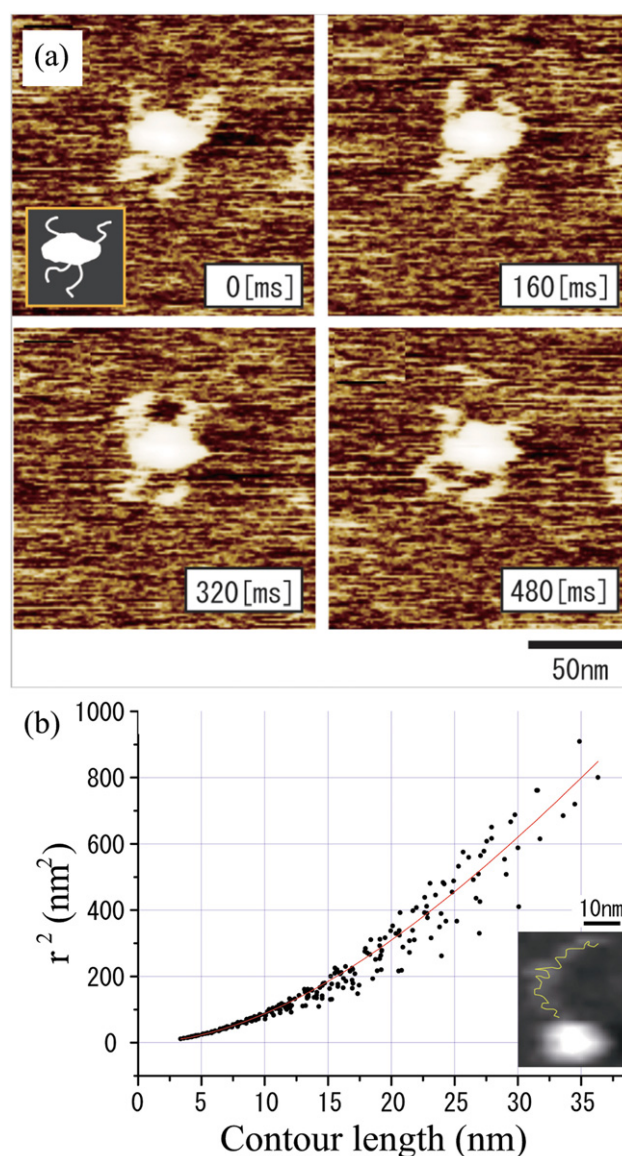 (a)
0[ms]
160[ms]
320[ms]
480[ms]
50nm
(b)
1000
800
600
400
200
0
r² (nm²)
10nm
0 5 10 15 20 25 30 35
Contour length (nm)